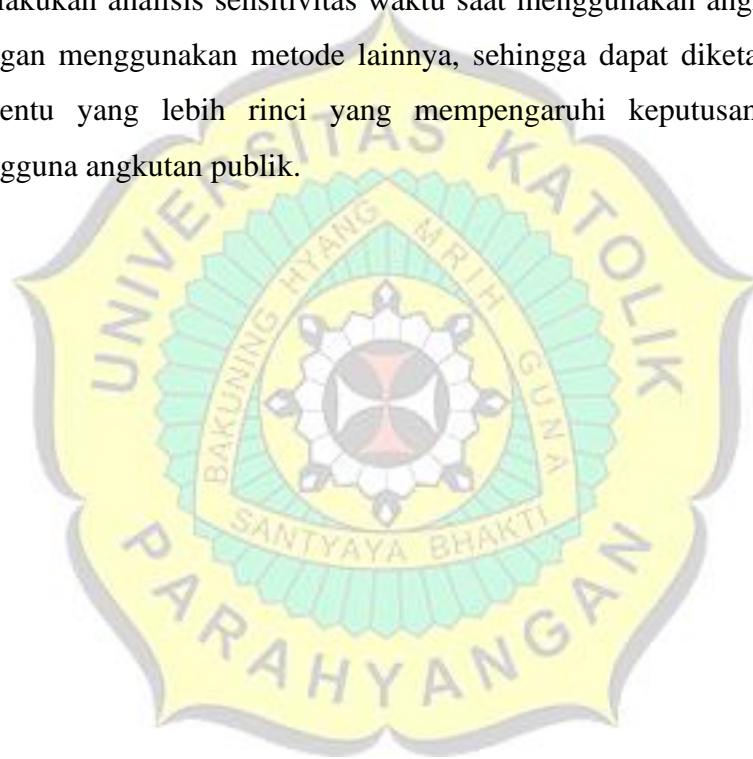 lakukan analisis sensitivitas waktu saat menggunakan ang
gan menggunakan metode lainnya, sehingga dapat diketa
entu yang lebih rinci yang mempengaruhi keputusan
gguna angkutan publik.
UNIVERSITAS KATOLIK
BAKUNING HYANG MRIH GUNA
SANTYAYA BHAKTI
PARAHYANGAN